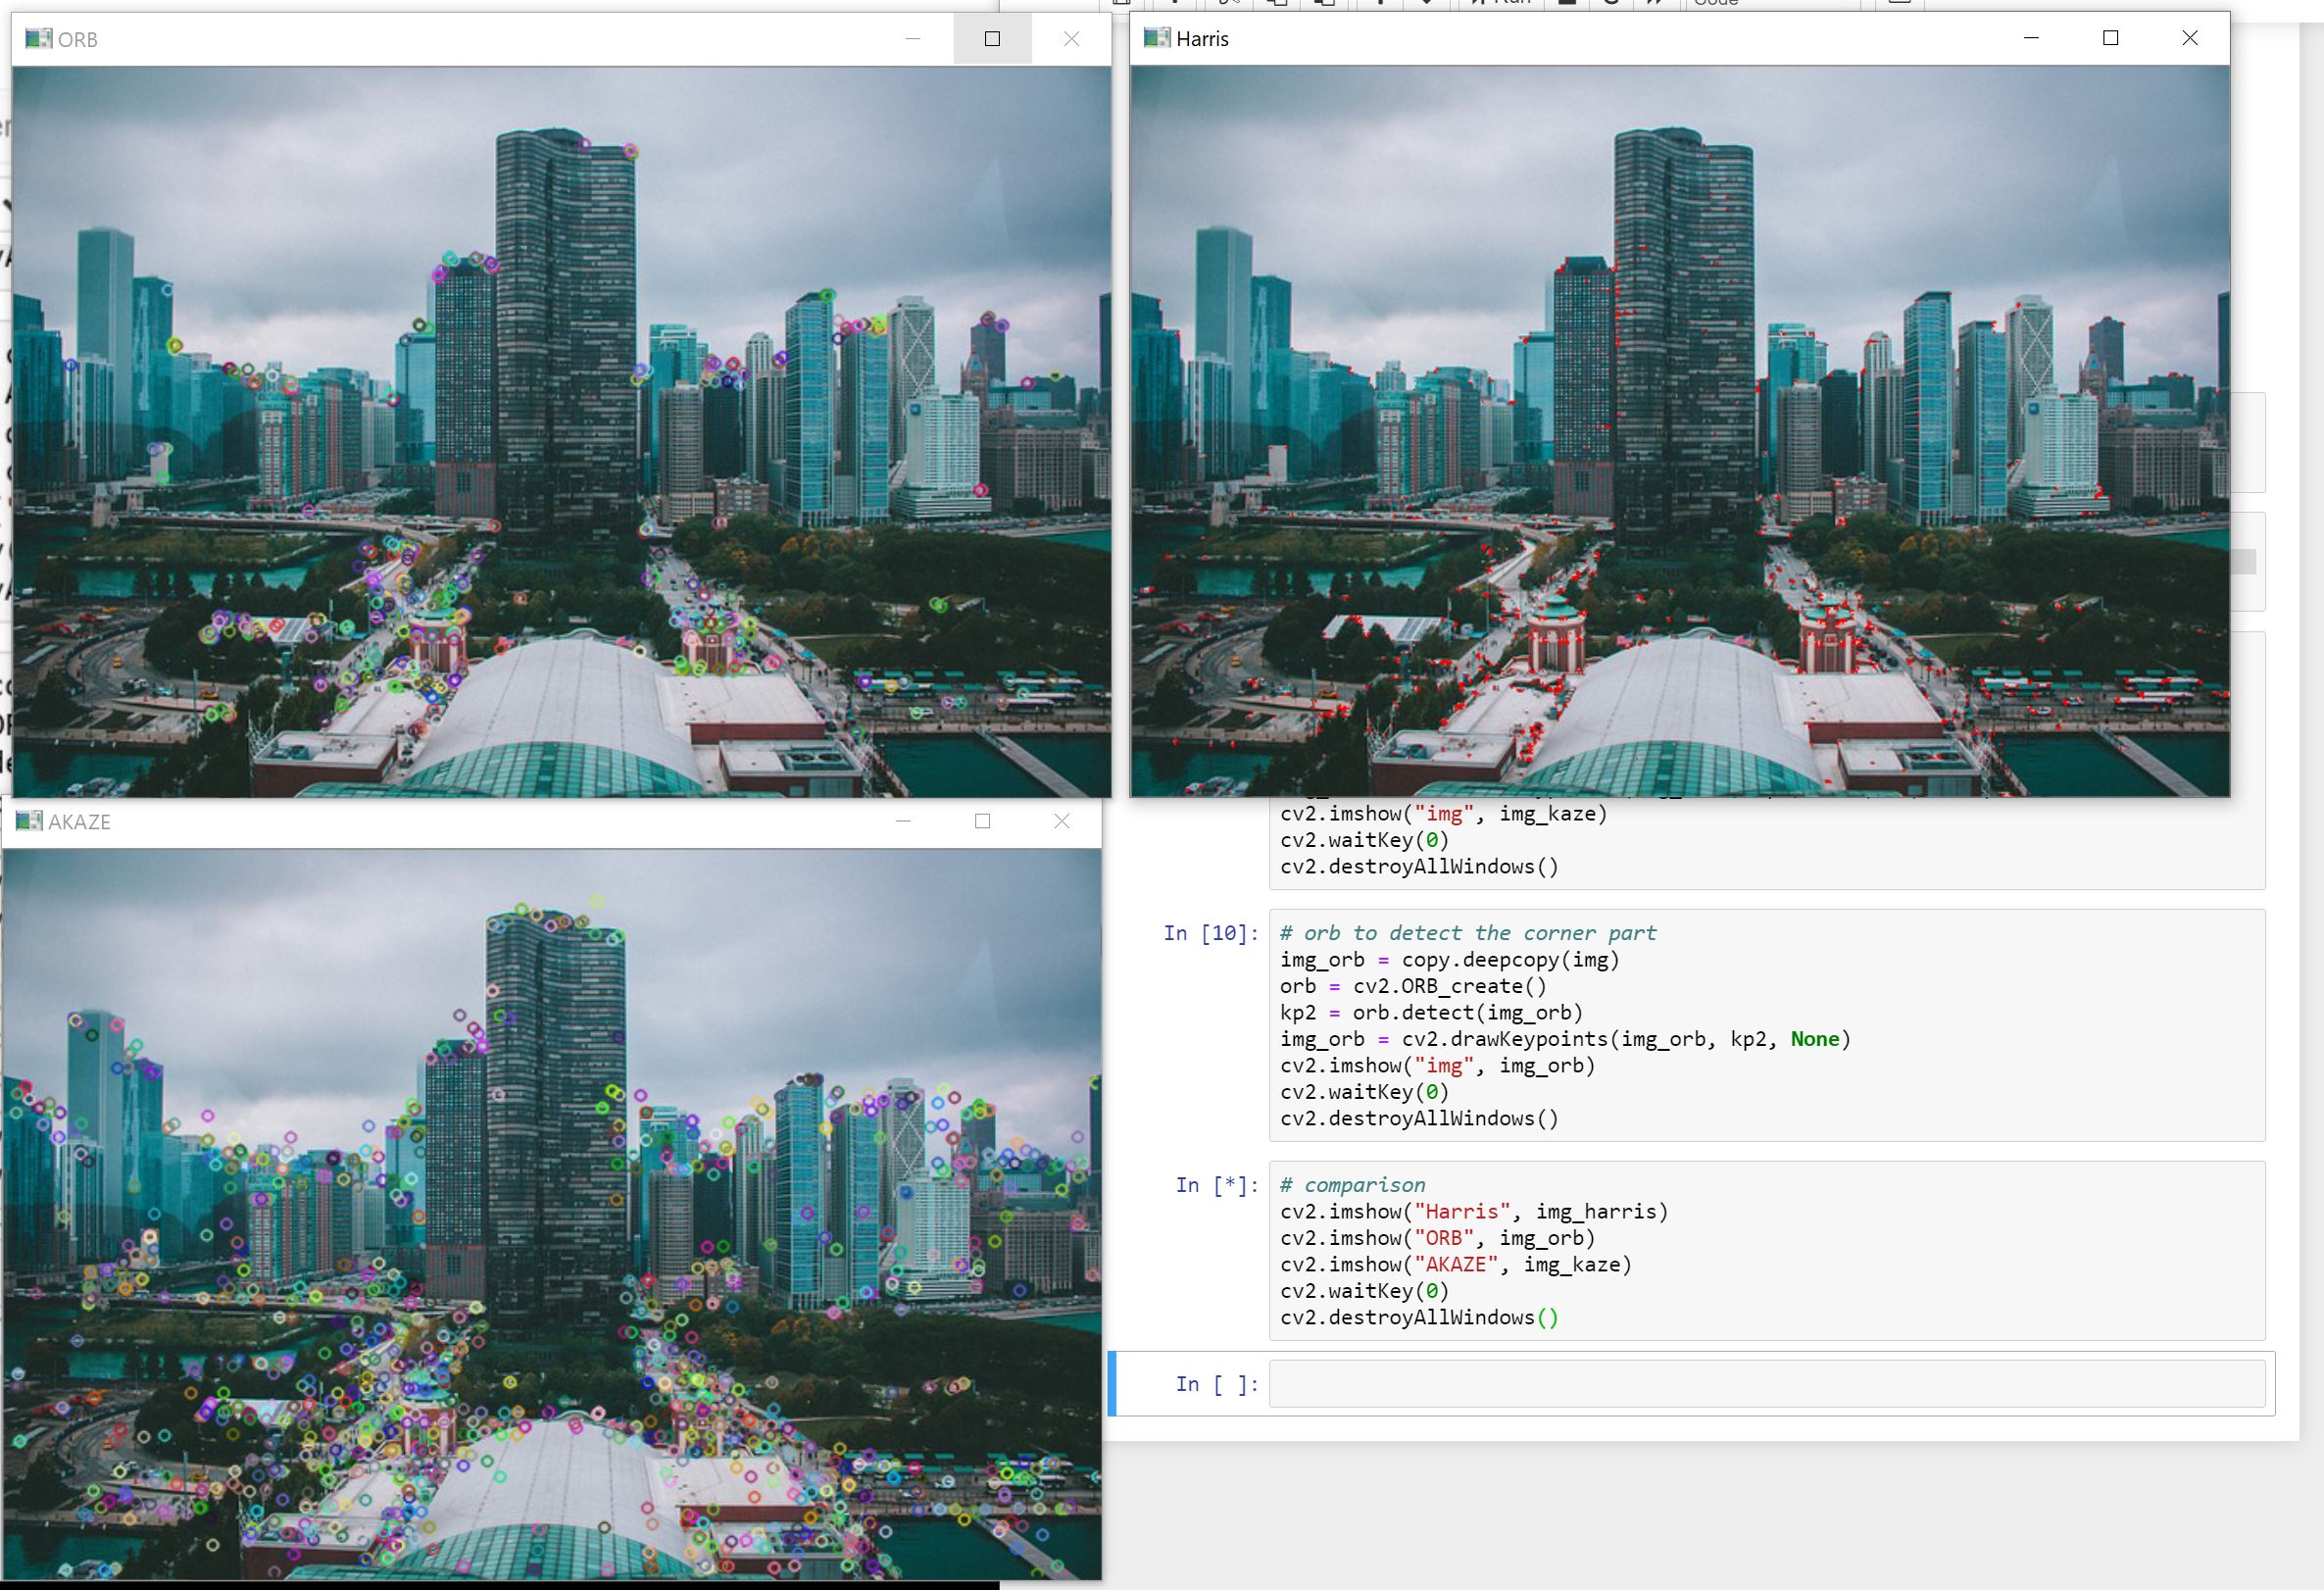 Run
Code
ORB
Harris
cv2.imshow("img", img_kaze)
cv2.waitKey(0)
cv2.destroyAllWindows()
AKAZE
In [10]:
# orb to detect the corner part
img_orb = copy.deepcopy(img)
orb = cv2.ORB_create()
kp2 = orb.detect(img_orb)
img_orb = cv2.drawKeypoints(img_orb, kp2, None)
cv2.imshow("img", img_orb)
cv2.waitKey(0)
cv2.destroyAllWindows()
In [*]:
# comparison
cv2.imshow("Harris", img_harris)
cv2.imshow("ORB", img_orb)
cv2.imshow("AKAZE", img_kaze)
cv2.waitKey(0)
cv2.destroyAllWindows()
In [ ]: